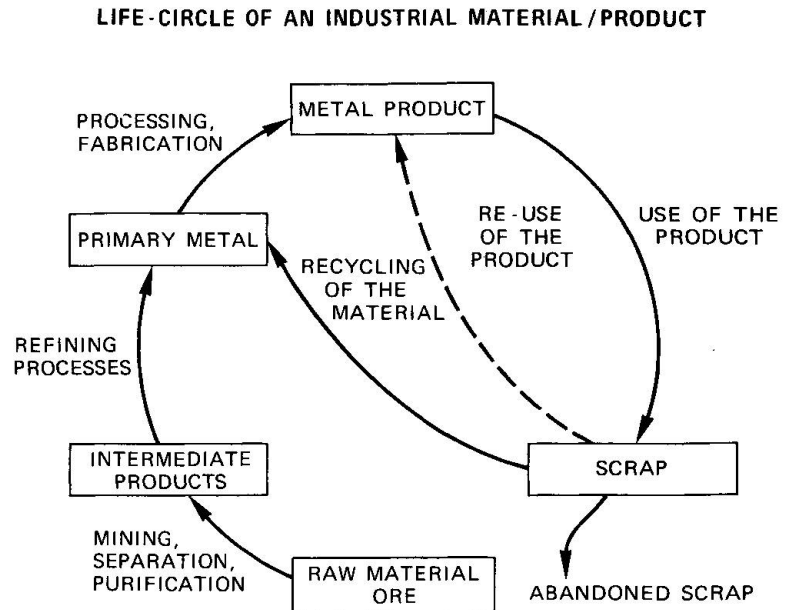 LIFE-CIRCLE OF AN INDUSTRIAL MATERIAL/PRODUCT
METAL PRODUCT
PROCESSING,
FABRICATION
PRIMARY METAL
RE-USE
OF THE
PRODUCT
USE OF THE
PRODUCT
RECYCLING
OF THE
MATERIAL
REFINING
PROCESSES
INTERMEDIATE
PRODUCTS
SCRAP
MINING,
SEPARATION,
PURIFICATION
RAW MATERIAL
ORE
ABANDONED SCRAP